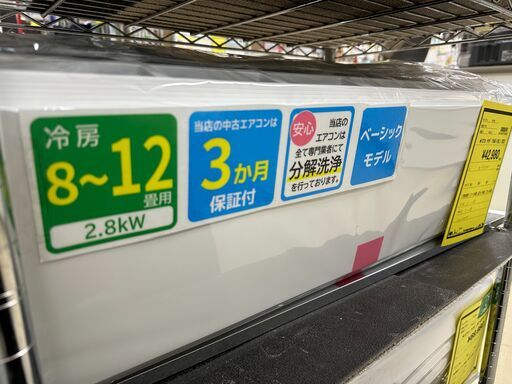 冷房
8~12
畳用
2.8kW
当店の中古エアコンは
3か月
保証付
安心
当店の
エアコンは
全て専門業者にて
分解洗浄
を行っております。
ベーシック
モデル
¥42,980